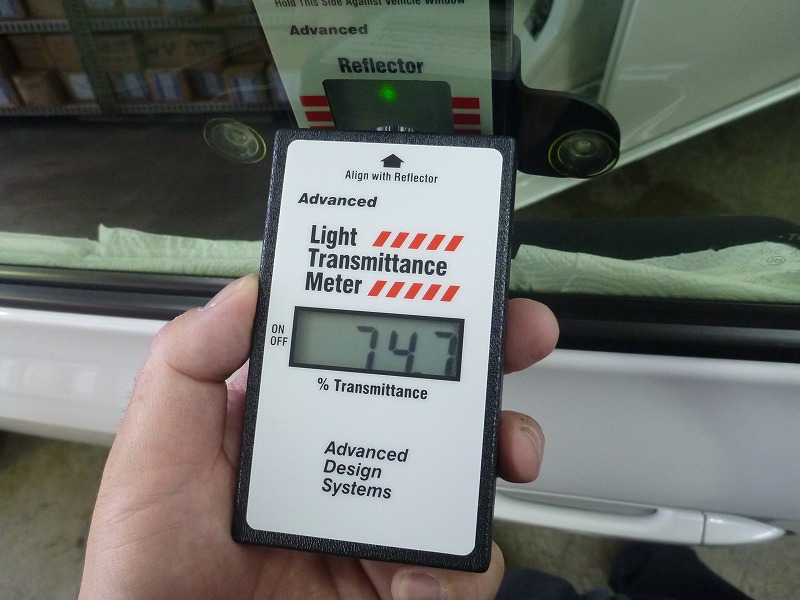 Hold This Side Against Vehicle Window
Advanced
Reflector
Align with Reflector
Advanced
Light
Transmittance
Meter
ON
OFF
74.7
% Transmittance
Advanced
Design
Systems